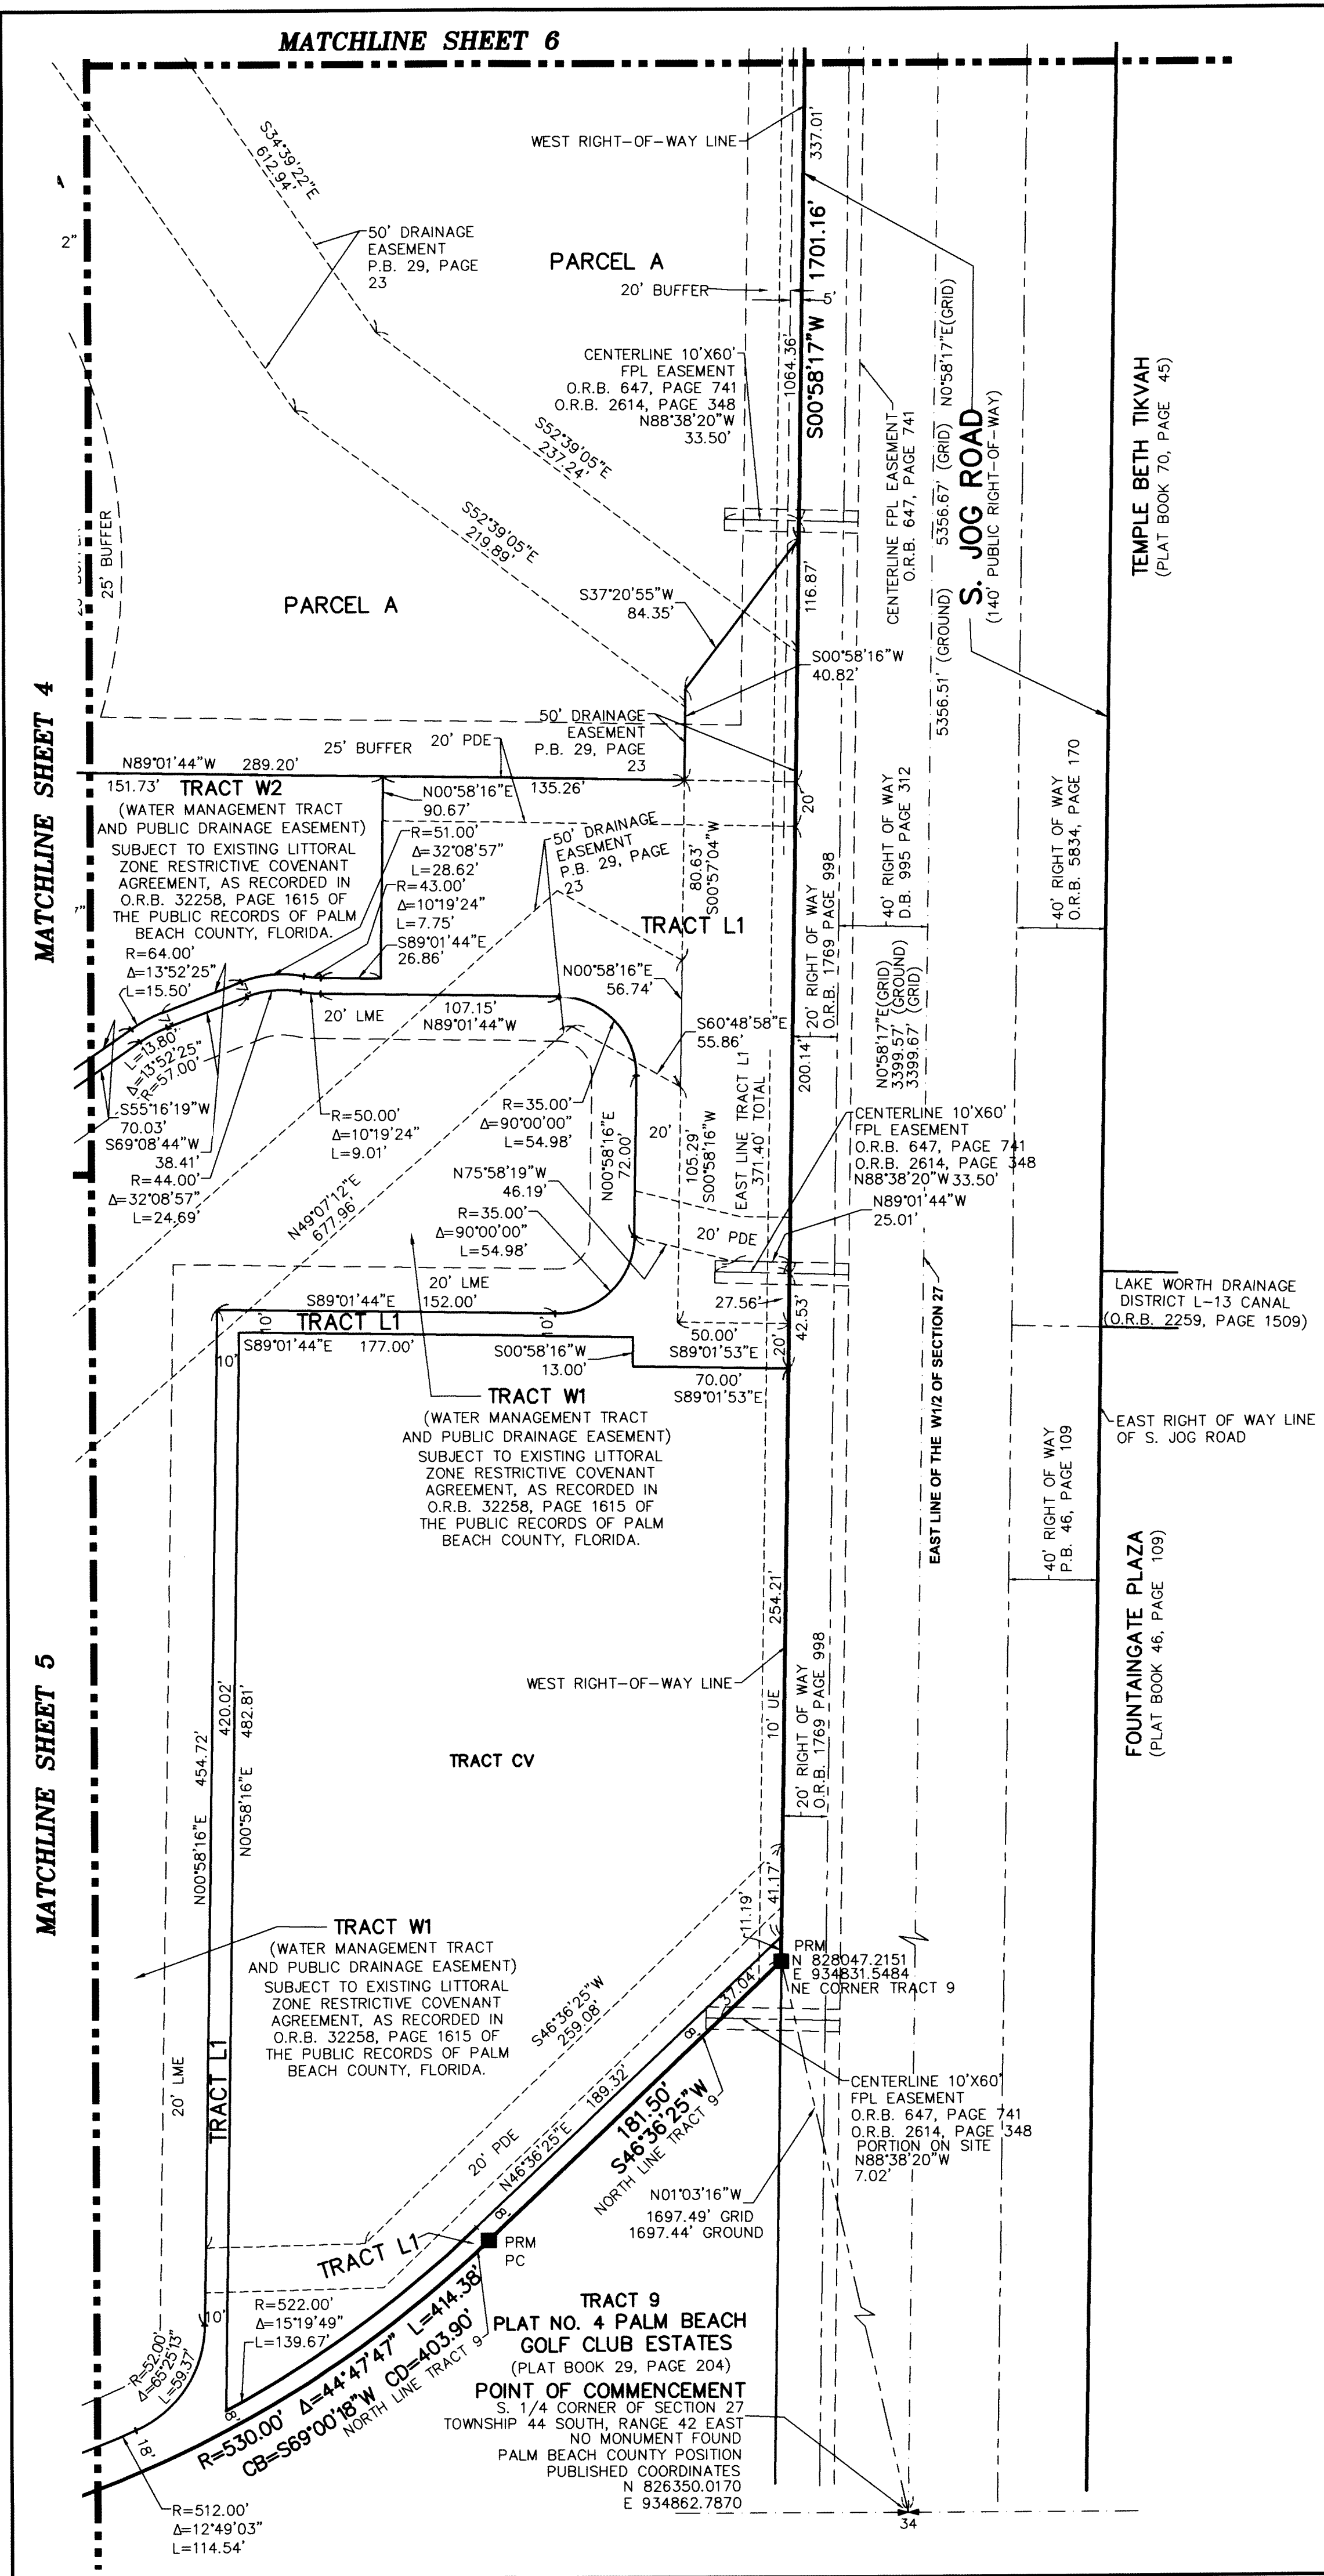 MATCHLINE SHEET 6
S34°39'22"E
612.94'
50' DRAINAGE
EASEMENT
P.B. 29, PAGE
23
2"
WEST RIGHT-OF-WAY LINE
337.01'
PARCEL A
20' BUFFER
5'
1064.36'
S00°58'17"W 1701.16'
CENTERLINE 10'X60'
FPL EASEMENT
O.R.B. 647, PAGE 741
O.R.B. 2614, PAGE 348
N88°38'20"W
33.50'
CENTERLINE FPL EASEMENT
O.R.B. 647, PAGE 741
5356.51' (GROUND) 5356.67' (GRID) N0°58'17"E(GRID)
S. JOG ROAD
(140' PUBLIC RIGHT-OF-WAY)
TEMPLE BETH TIKVAH
(PLAT BOOK 70, PAGE 45)
S52°39'05"E
237.24'
S52°39'05"E
219.89'
25' BUFFER
PARCEL A
S37°20'55"W
84.35'
116.87'
S00°58'16"W
40.82'
MATCHLINE SHEET 4
50' DRAINAGE
EASEMENT
P.B. 29, PAGE
23
25' BUFFER
20' PDE
N89°01'44"W 289.20'
151.73'
TRACT W2
(WATER MANAGEMENT TRACT
AND PUBLIC DRAINAGE EASEMENT)
SUBJECT TO EXISTING LITTORAL
ZONE RESTRICTIVE COVENANT
AGREEMENT, AS RECORDED IN
O.R.B. 32258, PAGE 1615 OF
THE PUBLIC RECORDS OF PALM
BEACH COUNTY, FLORIDA.
N00°58'16"E
90.67'
135.26'
20'
R=51.00'
Δ=32°08'57"
L=28.62'
R=43.00'
Δ=10°19'24"
L=7.75'
S89°01'44"E
26.86'
50' DRAINAGE
EASEMENT
P.B. 29, PAGE
23
80.63'
S00°57'04"W
TRACT L1
20' RIGHT OF WAY
O.R.B. 1769 PAGE 998
40' RIGHT OF WAY
D.B. 995 PAGE 312
40' RIGHT OF WAY
O.R.B. 5834, PAGE 170
7"
R=64.00'
Δ=13°52'25"
L=15.50'
7'
7'
L=13.80'
Δ=13°52'25"
R=57.00'
S55°16'19"W
70.03'
S69°08'44"W
38.41'
R=44.00'
Δ=32°08'57"
L=24.69'
20' LME
107.15'
N89°01'44"W
N00°58'16"E
56.74'
S60°48'58"E
55.86'
N0°58'17"E(GRID)
3399.57' (GROUND)
3399.67' (GRID)
200.14'
R=50.00'
Δ=10°19'24"
L=9.01'
R=35.00'
Δ=90°00'00"
L=54.98'
N00°58'16"E
72.00'
20'
105.29'
S00°58'16"W
EAST LINE TRACT L1
371.40' TOTAL
CENTERLINE 10'X60'
FPL EASEMENT
O.R.B. 647, PAGE 741
O.R.B. 2614, PAGE 348
N88°38'20"W 33.50'
N89°01'44"W
25.01'
N49°07'12"E
677.96'
N75°58'19"W
46.19'
R=35.00'
Δ=90°00'00"
L=54.98'
20' PDE
20' LME
S89°01'44"E 152.00'
10'
TRACT L1
10'
10'
S89°01'44"E 177.00'
27.56'
42.53'
50.00'
S89°01'53"E
20'
S00°58'16"W
13.00'
70.00'
S89°01'53"E
EAST LINE OF THE W1/2 OF SECTION 27
LAKE WORTH DRAINAGE
DISTRICT L-13 CANAL
(O.R.B. 2259, PAGE 1509)
EAST RIGHT OF WAY LINE
OF S. JOG ROAD
TRACT W1
(WATER MANAGEMENT TRACT
AND PUBLIC DRAINAGE EASEMENT)
SUBJECT TO EXISTING LITTORAL
ZONE RESTRICTIVE COVENANT
AGREEMENT, AS RECORDED IN
O.R.B. 32258, PAGE 1615 OF
THE PUBLIC RECORDS OF PALM
BEACH COUNTY, FLORIDA.
40' RIGHT OF WAY
P.B. 46, PAGE 109
FOUNTAINGATE PLAZA
(PLAT BOOK 46, PAGE 109)
MATCHLINE SHEET 5
254.21'
WEST RIGHT-OF-WAY LINE
10' UE
20' RIGHT OF WAY
O.R.B. 1769 PAGE 998
N00°58'16"E 454.72'
420.02'
N00°58'16"E 482.81'
TRACT CV
TRACT W1
(WATER MANAGEMENT TRACT
AND PUBLIC DRAINAGE EASEMENT)
SUBJECT TO EXISTING LITTORAL
ZONE RESTRICTIVE COVENANT
AGREEMENT, AS RECORDED IN
O.R.B. 32258, PAGE 1615 OF
THE PUBLIC RECORDS OF PALM
BEACH COUNTY, FLORIDA.
41.17'
11.19'
PRM
N 828047.2151
E 934831.5484
NE CORNER TRACT 9
37.04'
8'
S46°36'25"W
259.08'
20' LME
TRACT L1
20' PDE
N46°36'25"E 189.32'
181.50'
S46°36'25"W
NORTH LINE TRACT 9
CENTERLINE 10'X60'
FPL EASEMENT
O.R.B. 647, PAGE 741
O.R.B. 2614, PAGE 348
PORTION ON SITE
N88°38'20"W
7.02'
N01°03'16"W
1697.49' GRID
1697.44' GROUND
8'
TRACT L1
PRM
PC
10'
R=522.00'
Δ=15°19'49"
L=139.67'
R=52.00'
Δ=65°25'13"
L=59.37'
8'
18'
R=530.00' Δ=44°47'47" L=414.38'
CB=S69°00'18"W CD=403.90'
NORTH LINE TRACT 9
TRACT 9
PLAT NO. 4 PALM BEACH
GOLF CLUB ESTATES
(PLAT BOOK 29, PAGE 204)
POINT OF COMMENCEMENT
S. 1/4 CORNER OF SECTION 27
TOWNSHIP 44 SOUTH, RANGE 42 EAST
NO MONUMENT FOUND
PALM BEACH COUNTY POSITION
PUBLISHED COORDINATES
N 826350.0170
E 934862.7870
34
R=512.00'
Δ=12°49'03"
L=114.54'